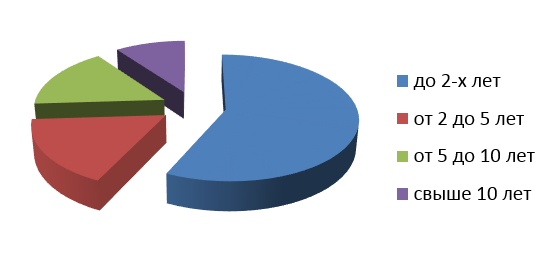 до 2-х лет
от 2 до 5 лет
от 5 до 10 лет
свыше 10 лет